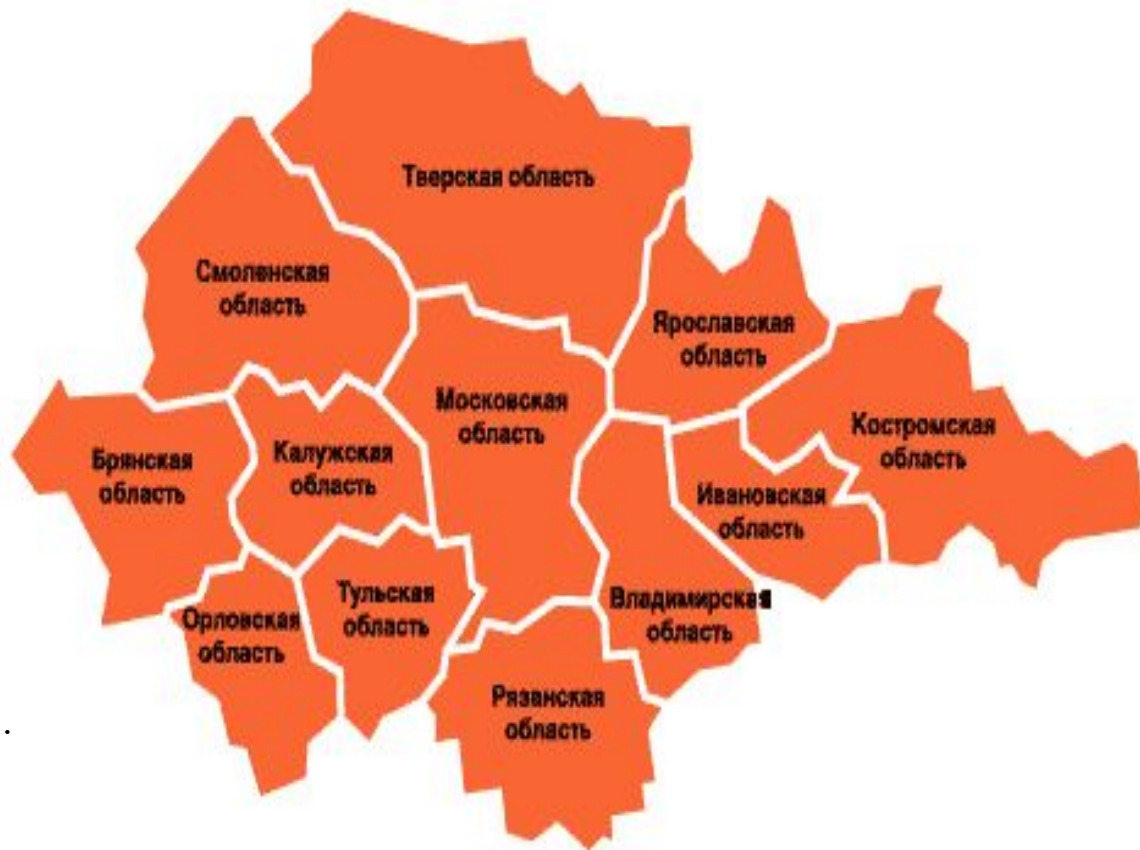 Тверская область
Смоленская
область
Ярославская
область
Московская
область
Костромская
область
Брянская
область
Калужская
область
Ивановская
область
Тульская
область
Владимирская
область
Орловская
область
Рязанская
область
.